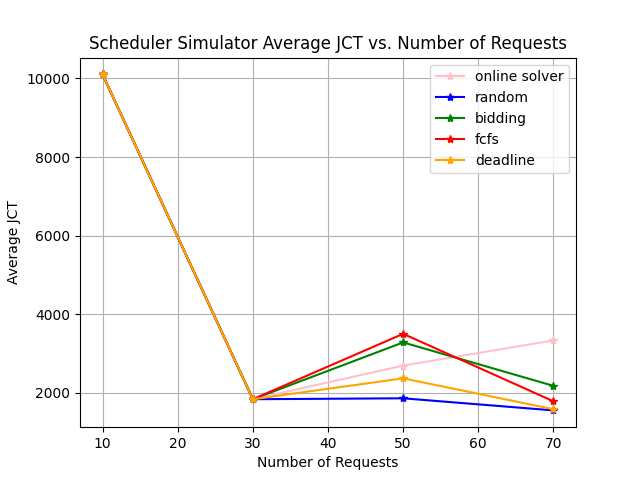 Scheduler Simulator Average JCT vs. Number of Requests
online solver
random
bidding
fcfs
deadline
Average JCT
10000
8000
6000
4000
2000
10 20 30 40 50 60 70
Number of Requests